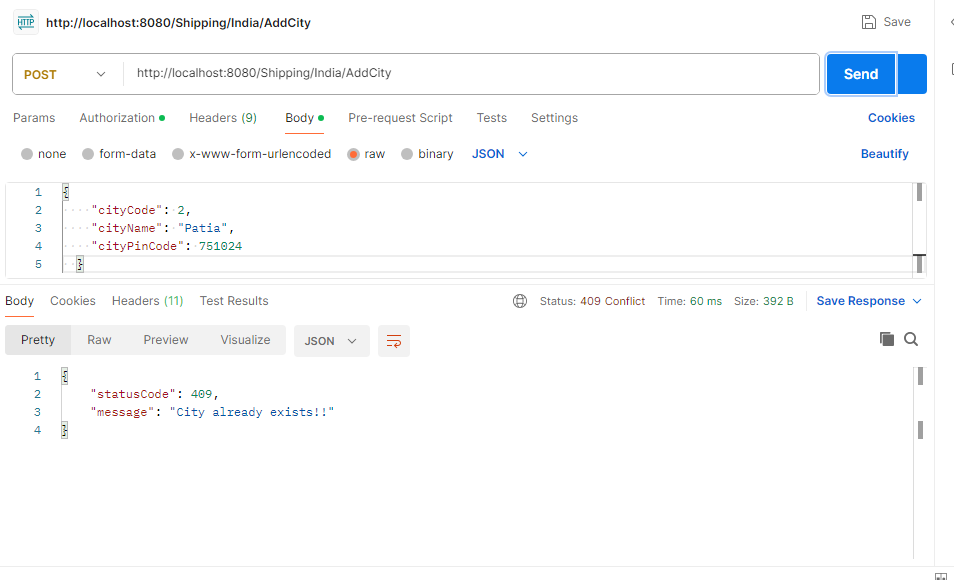 HTTP http://localhost:8080/Shipping/India/AddCity Save
POST http://localhost:8080/Shipping/India/AddCity Send
Params Authorization Headers (9) Body Pre-request Script Tests Settings Cookies
none form-data x-www-form-urlencoded raw binary JSON Beautify
1 {
2 "cityCode": 2,
3 "cityName": "Patia",
4 "cityPinCode": 751024
5 }
Body Cookies Headers (11) Test Results Status: 409 Conflict Time: 60 ms Size: 392 B Save Response
Pretty Raw Preview Visualize JSON
1 {
2 "statusCode": 409,
3 "message": "City already exists!!"
4 }